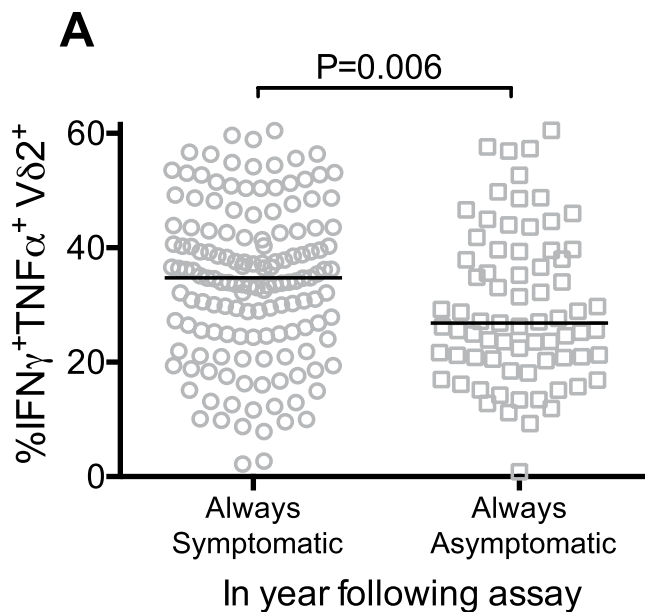 A
P=0.006
%IFNγ⁺TNFα⁺ Vδ2⁺
60
40
20
0
Always Symptomatic
Always Asymptomatic
In year following assay